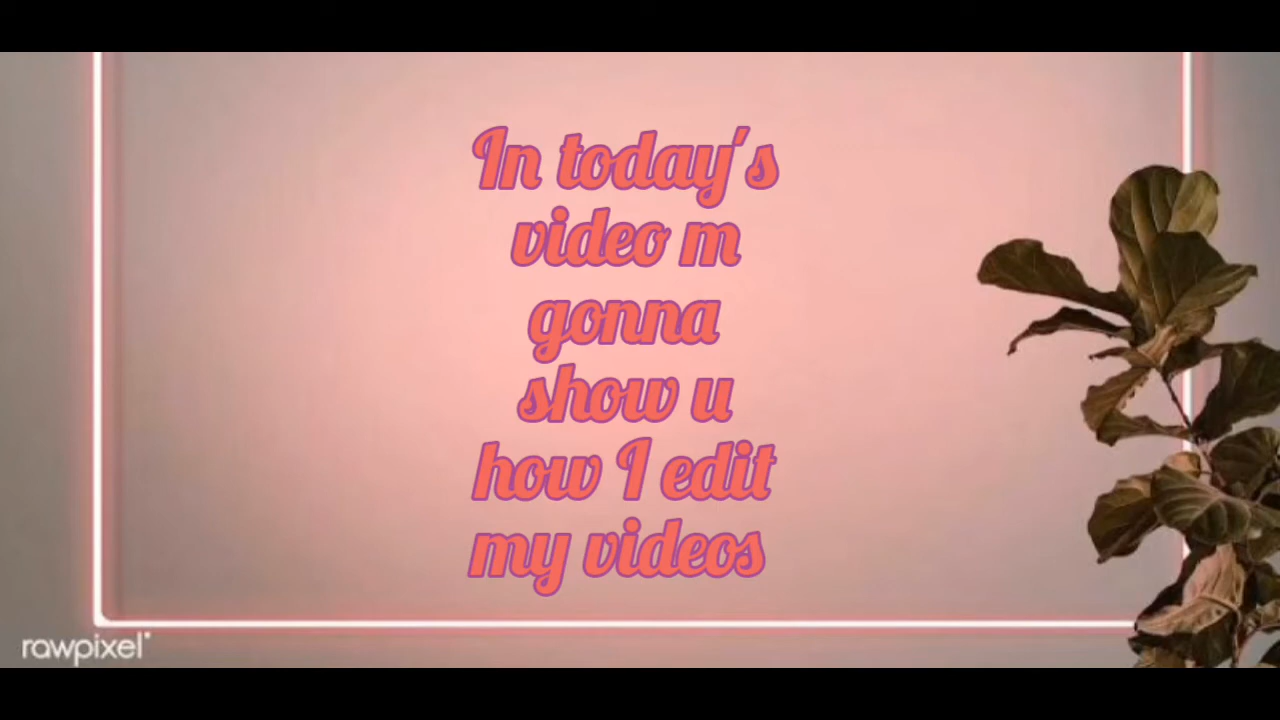 In today's
video m
gonna
show u
how I edit
my videos
rawpixel